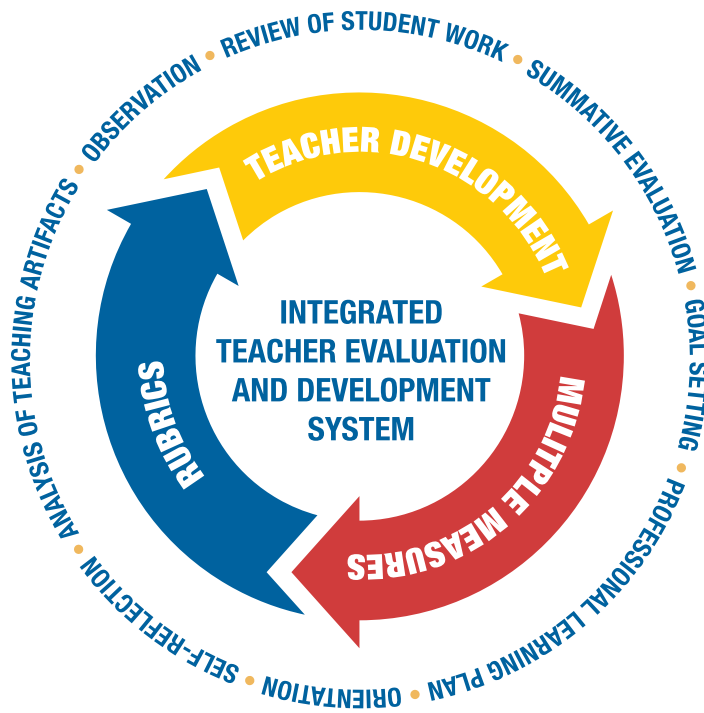 REVIEW OF STUDENT WORK • SUMMATIVE EVALUATION • GOAL SETTING • PROFESSIONAL LEARNING PLAN • ORIENTATION • SELF-REFLECTION • ANALYSIS OF TEACHING ARTIFACTS • OBSERVATION •
TEACHER DEVELOPMENT
MULITPLE MEASURES
RUBRICS
INTEGRATED
TEACHER EVALUATION
AND DEVELOPMENT
SYSTEM